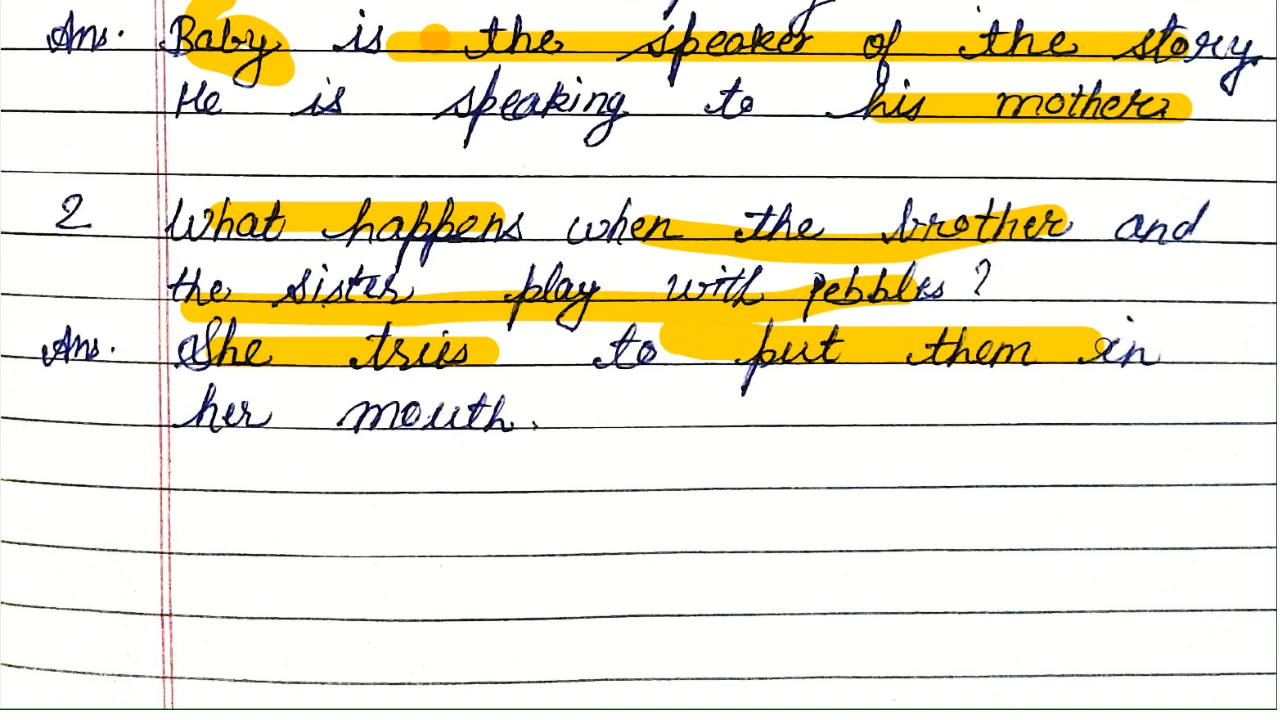 Ans. Baby is the speaker of the story.
He is speaking to his mother.
2 What happens when the brother and
the sister play with pebbles?
Ans. She tries to put them in
her mouth.